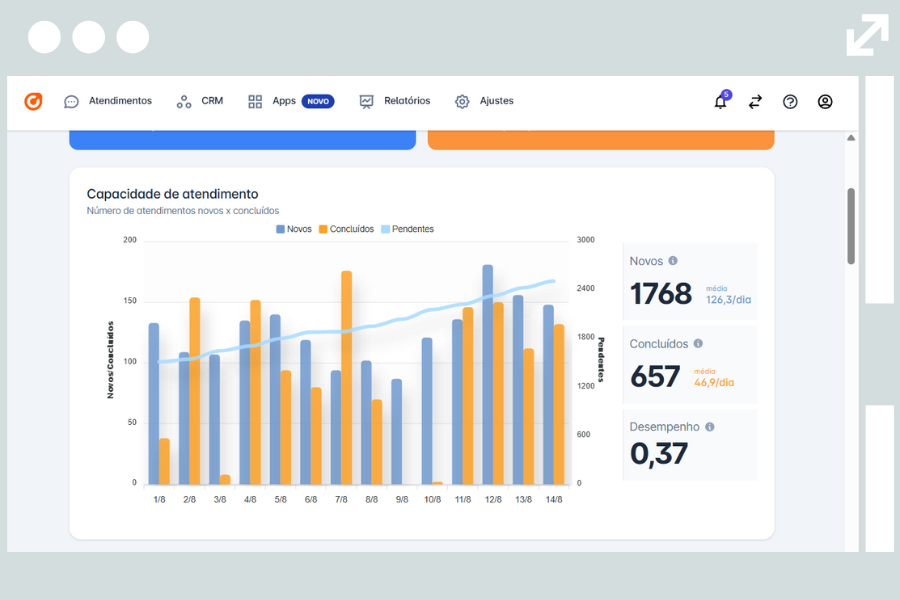 Atendimentos
CRM
Apps NOVO
Relatórios
Ajustes
5
Capacidade de atendimento
Número de atendimentos novos x concluídos
Novos Concluídos Pendentes
200
150
100
50
0
Novos/Concluídos
3000
2400
1800
1200
600
0
Pendentes
1/8 2/8 3/8 4/8 5/8 6/8 7/8 8/8 9/8 10/8 11/8 12/8 13/8 14/8
Novos
1768
média
126,3/dia
Concluídos
657
média
46,9/dia
Desempenho
0,37